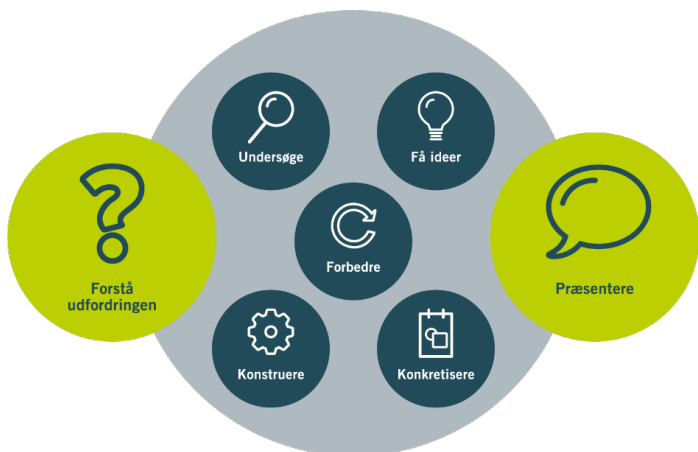 Undersøge
Få ideer
Forstå
udfordringen
Forbedre
Præsentere
Konstruere
Konkretisere